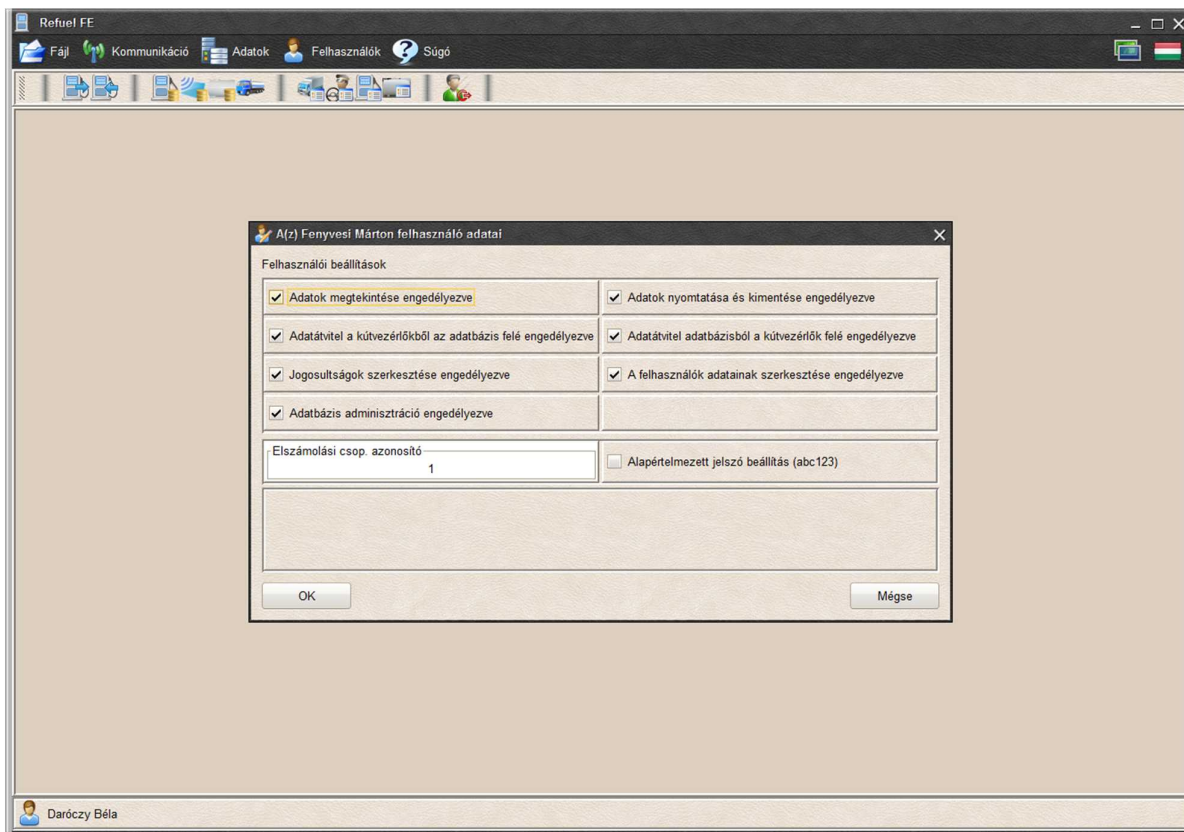 Refuel FE
Fájl Kommunikáció Adatok Felhasználók Súgó
A(z) Fenyvesi Márton felhasználó adatai
Felhasználói beállítások
Adatok megtekintése engedélyezve Adatok nyomtatása és kimentése engedélyezve
Adatátvitel a kútvezérlőkből az adatbázis felé engedélyezve Adatátvitel adatbázisból a kútvezérlők felé engedélyezve
Jogosultságok szerkesztése engedélyezve A felhasználók adatainak szerkesztése engedélyezve
Adatbázis adminisztráció engedélyezve
Elszámolási csop. azonosító
1 Alapértelmezett jelszó beállítás (abc123)
OK Mégse
Daróczy Béla